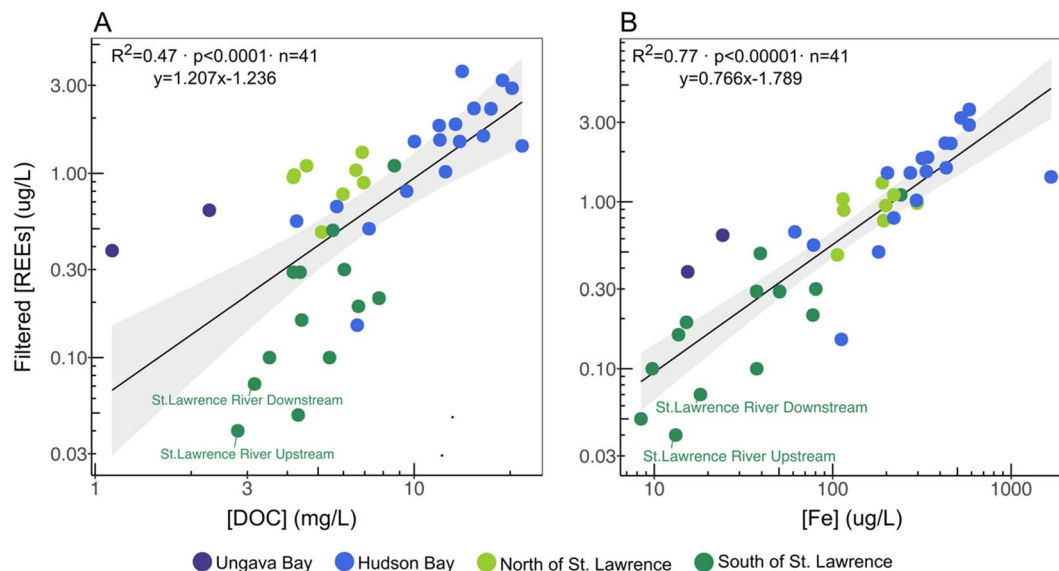 A
B
R²=0.47 · p<0.0001· n=41
y=1.207x-1.236
R²=0.77 · p<0.00001· n=41
y=0.766x-1.789
Filtered [REEs] (ug/L)
3.00
1.00
0.30
0.10
0.03
3.00
1.00
0.30
0.10
0.03
St.Lawrence River Downstream
St.Lawrence River Upstream
St.Lawrence River Downstream
St.Lawrence River Upstream
1 3 10
10 100 1000
[DOC] (mg/L)
[Fe] (ug/L)
Ungava Bay Hudson Bay North of St. Lawrence South of St. Lawrence